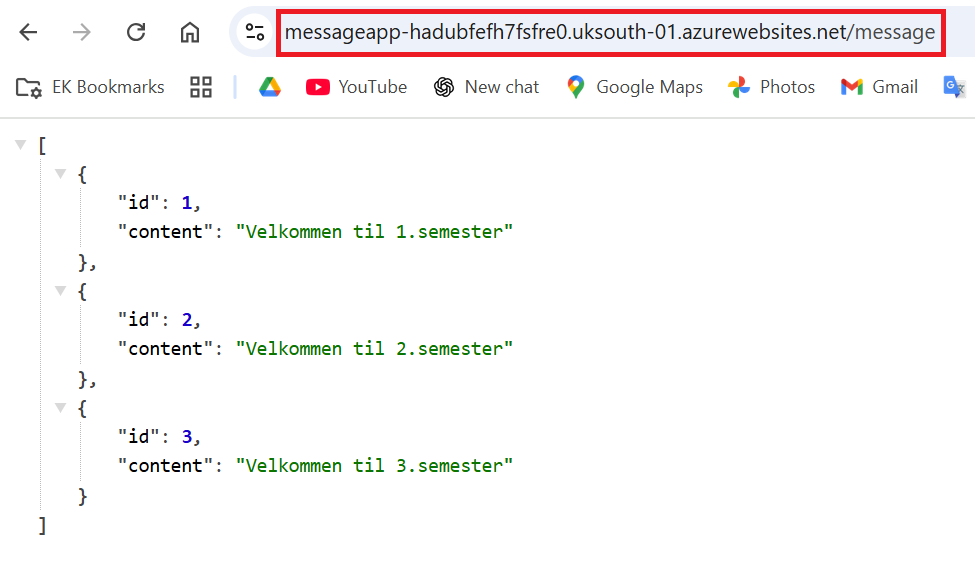 messageapp-hadubfefh7fsfre0.uksouth-01.azurewebsites.net/message
EK Bookmarks YouTube New chat Google Maps Photos Gmail
[
{
"id": 1,
"content": "Velkommen til 1.semester"
},
{
"id": 2,
"content": "Velkommen til 2.semester"
},
{
"id": 3,
"content": "Velkommen til 3.semester"
}
]